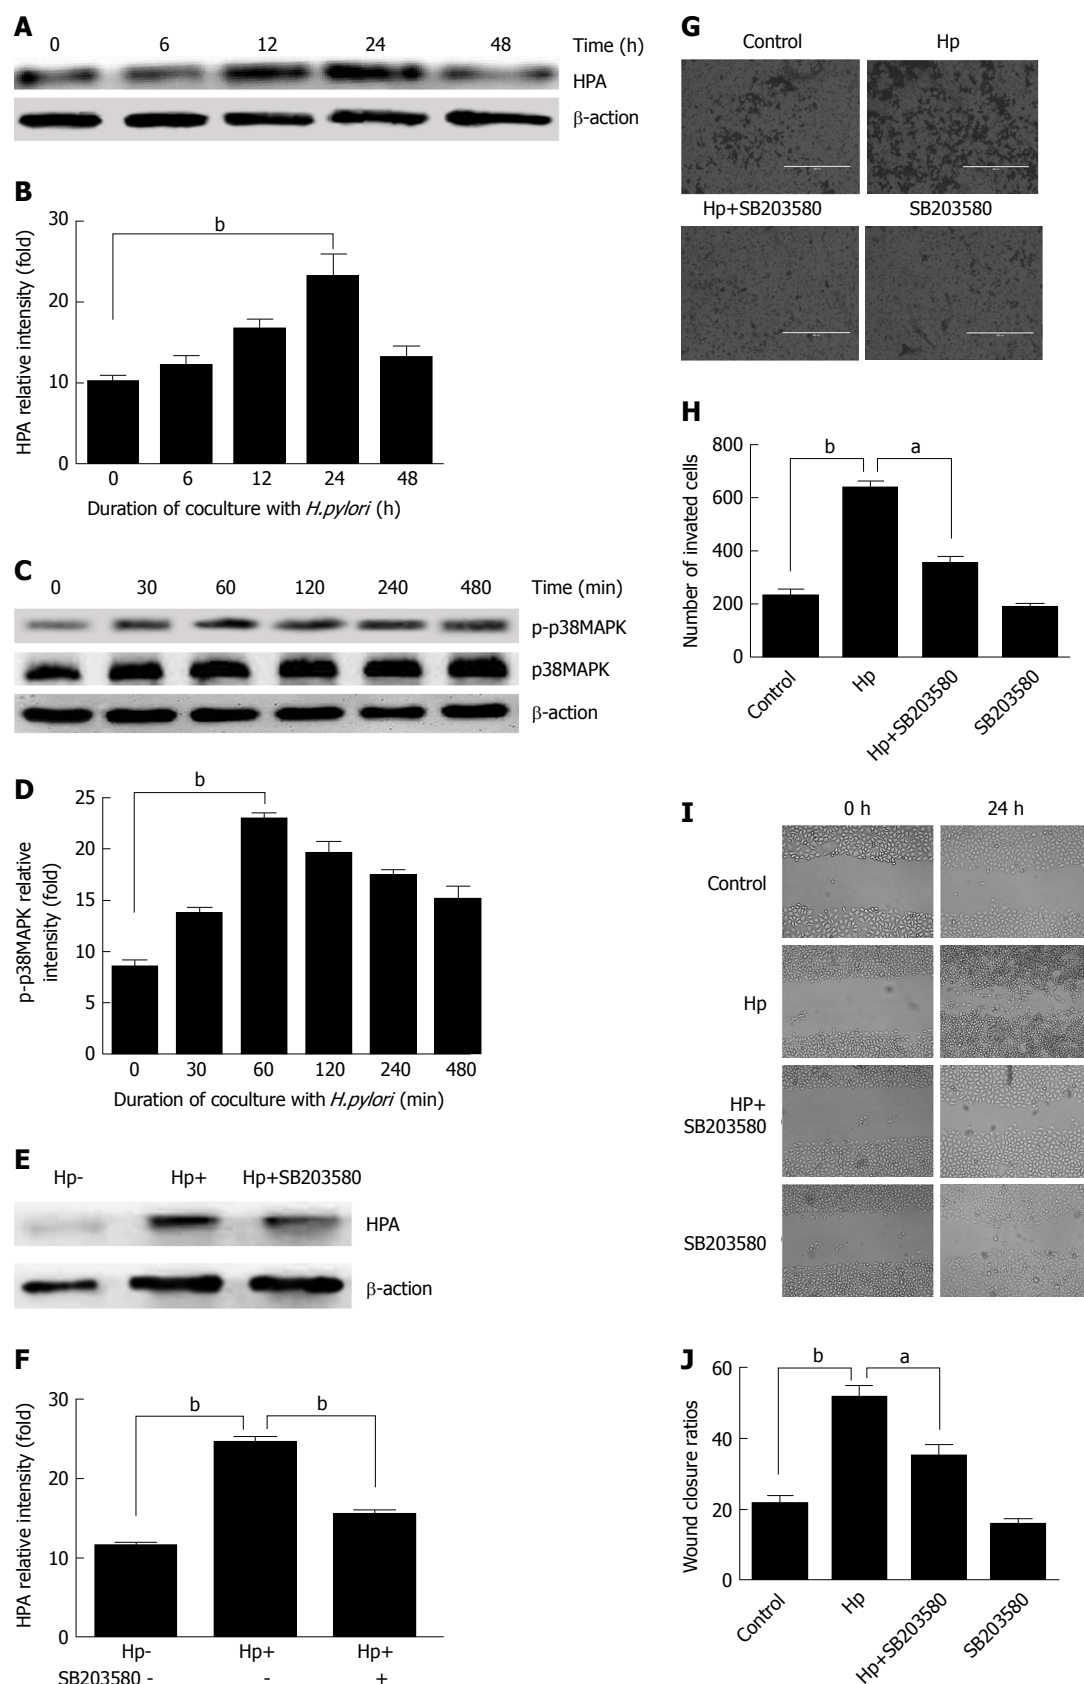 A
0 6 12 24 48 Time (h)
HPA
β-action
B
HPA relative intensity (fold)
30
20
10
0
b
0 6 12 24 48
Duration of coculture with H.pylori (h)
C
0 30 60 120 240 480 Time (min)
p-p38MAPK
p38MAPK
β-action
D
p-p38MAPK relative
intensity (fold)
25
20
15
10
5
0
b
0 30 60 120 240 480
Duration of coculture with H.pylori (min)
E
Hp- Hp+ Hp+SB203580
HPA
β-action
F
HPA relative intensity (fold)
30
20
10
0
b b
Hp- Hp+ Hp+
SB203580 - - +
G
Control Hp
Hp+SB203580 SB203580
H
Number of invated cells
800
600
400
200
0
b a
Control Hp Hp+SB203580 SB203580
I
0 h 24 h
Control
Hp
HP+
SB203580
SB203580
J
Wound closure ratios
60
40
20
0
b a
Control Hp Hp+SB203580 SB203580